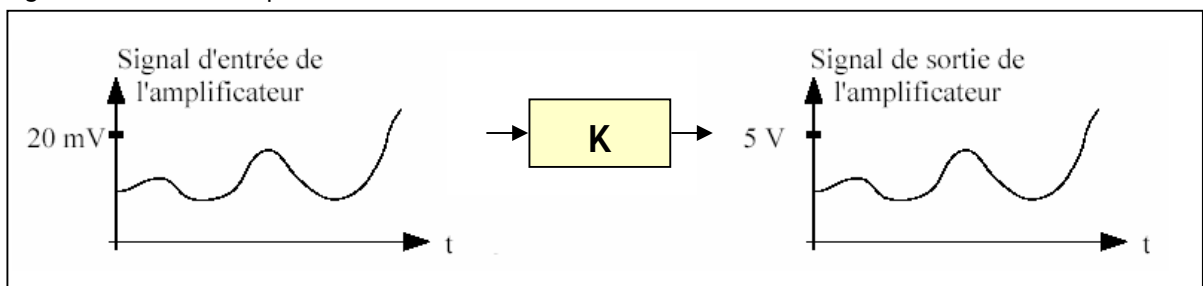 Signal d'entrée de
l'amplificateur
20 mV
t
K
Signal de sortie de
l'amplificateur
5 V
t